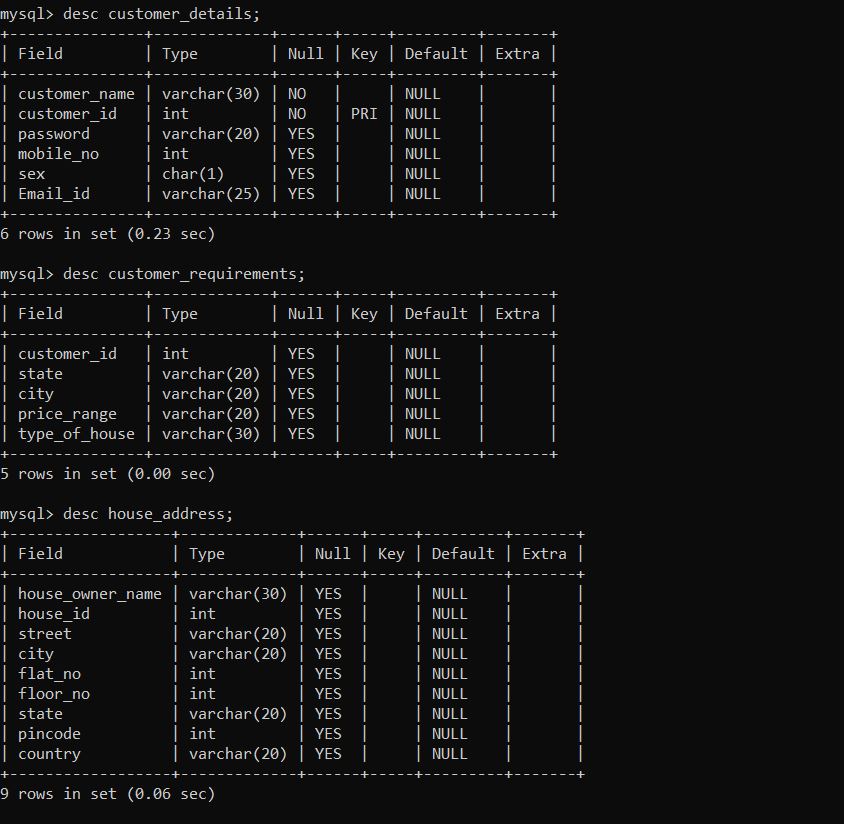 mysql> desc customer_details;
+---------------+-------------+------+-----+---------+-------+
| Field         | Type        | Null | Key | Default | Extra |
+---------------+-------------+------+-----+---------+-------+
| customer_name | varchar(30) | NO   |     | NULL    |       |
| customer_id   | int         | NO   | PRI | NULL    |       |
| password      | varchar(20) | YES  |     | NULL    |       |
| mobile_no     | int         | YES  |     | NULL    |       |
| sex           | char(1)     | YES  |     | NULL    |       |
| Email_id      | varchar(25) | YES  |     | NULL    |       |
+---------------+-------------+------+-----+---------+-------+
6 rows in set (0.23 sec)
mysql> desc customer_requirements;
+---------------+-------------+------+-----+---------+-------+
| Field         | Type        | Null | Key | Default | Extra |
+---------------+-------------+------+-----+---------+-------+
| customer_id   | int         | YES  |     | NULL    |       |
| state         | varchar(20) | YES  |     | NULL    |       |
| city          | varchar(20) | YES  |     | NULL    |       |
| price_range   | varchar(20) | YES  |     | NULL    |       |
| type_of_house | varchar(30) | YES  |     | NULL    |       |
+---------------+-------------+------+-----+---------+-------+
5 rows in set (0.00 sec)
mysql> desc house_address;
+------------------+-------------+------+-----+---------+-------+
| Field            | Type        | Null | Key | Default | Extra |
+------------------+-------------+------+-----+---------+-------+
| house_owner_name | varchar(30) | YES  |     | NULL    |       |
| house_id         | int         | YES  |     | NULL    |       |
| street           | varchar(20) | YES  |     | NULL    |       |
| city             | varchar(20) | YES  |     | NULL    |       |
| flat_no          | int         | YES  |     | NULL    |       |
| floor_no         | int         | YES  |     | NULL    |       |
| state            | varchar(20) | YES  |     | NULL    |       |
| pincode          | int         | YES  |     | NULL    |       |
| country          | varchar(20) | YES  |     | NULL    |       |
+------------------+-------------+------+-----+---------+-------+
9 rows in set (0.06 sec)